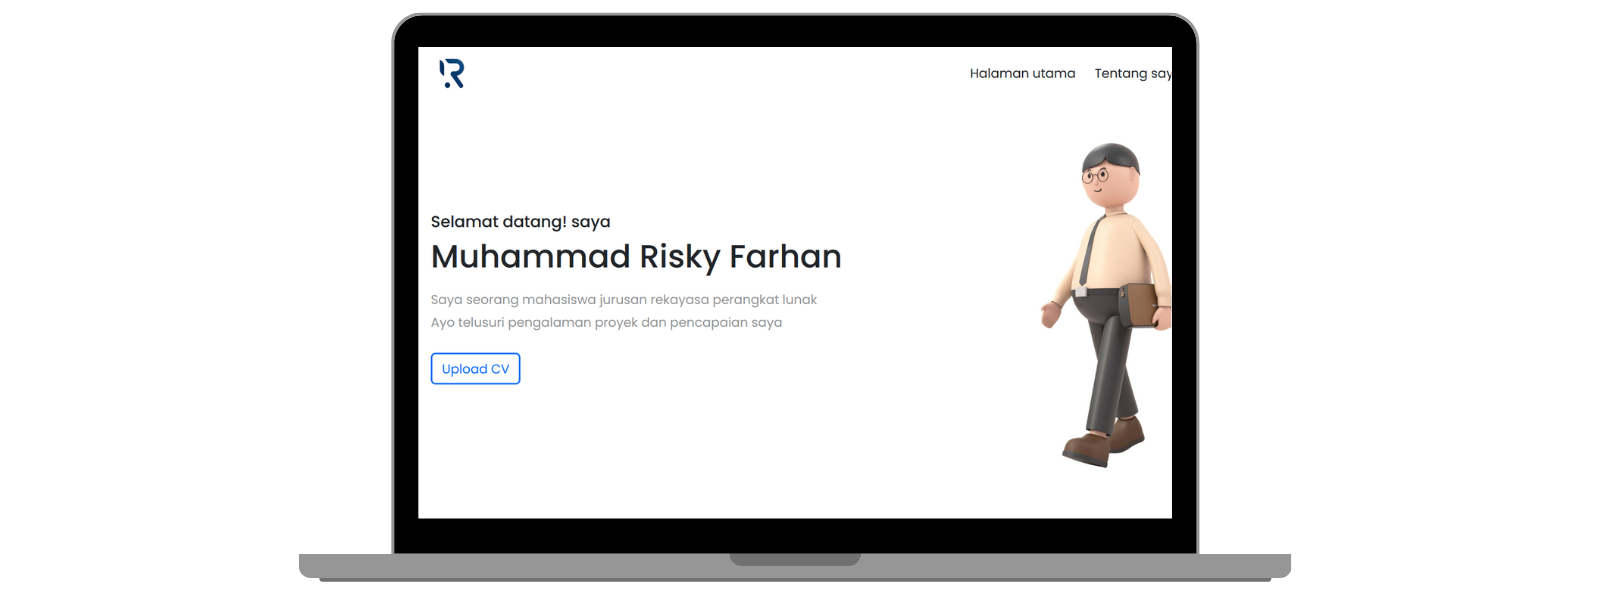 Halaman utama Tentang say
Selamat datang! saya
Muhammad Risky Farhan
Saya seorang mahasiswa jurusan rekayasa perangkat lunak
Ayo telusuri pengalaman proyek dan pencapaian saya
Upload CV